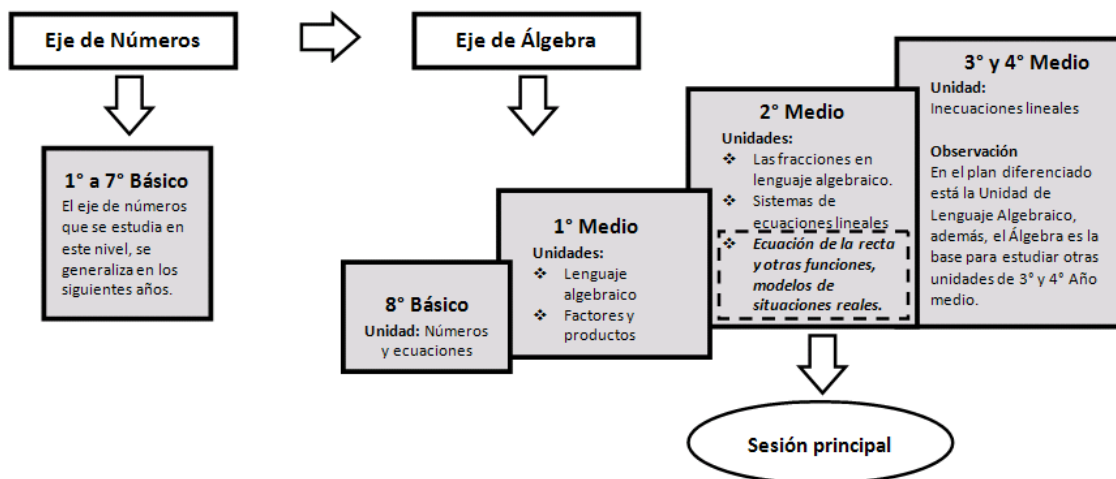 Eje de Números
Eje de Álgebra
1° a 7° Básico
El eje de números
que se estudia en
este nivel, se
generaliza en los
siguientes años.
8° Básico
Unidad: Números
y ecuaciones
1° Medio
Unidades:
❖ Lenguaje
algebraico
❖ Factores y
productos
2° Medio
Unidades:
❖ Las fracciones en
lenguaje algebraico.
❖ Sistemas de
ecuaciones lineales
❖ Ecuación de la recta
y otras funciones,
modelos de
situaciones reales.
3° y 4° Medio
Unidad:
Inecuaciones lineales
Observación
En el plan diferenciado
está la Unidad de
Lenguaje Algebraico,
además, el Álgebra es la
base para estudiar otras
unidades de 3° y 4° Año
medio.
Sesión principal